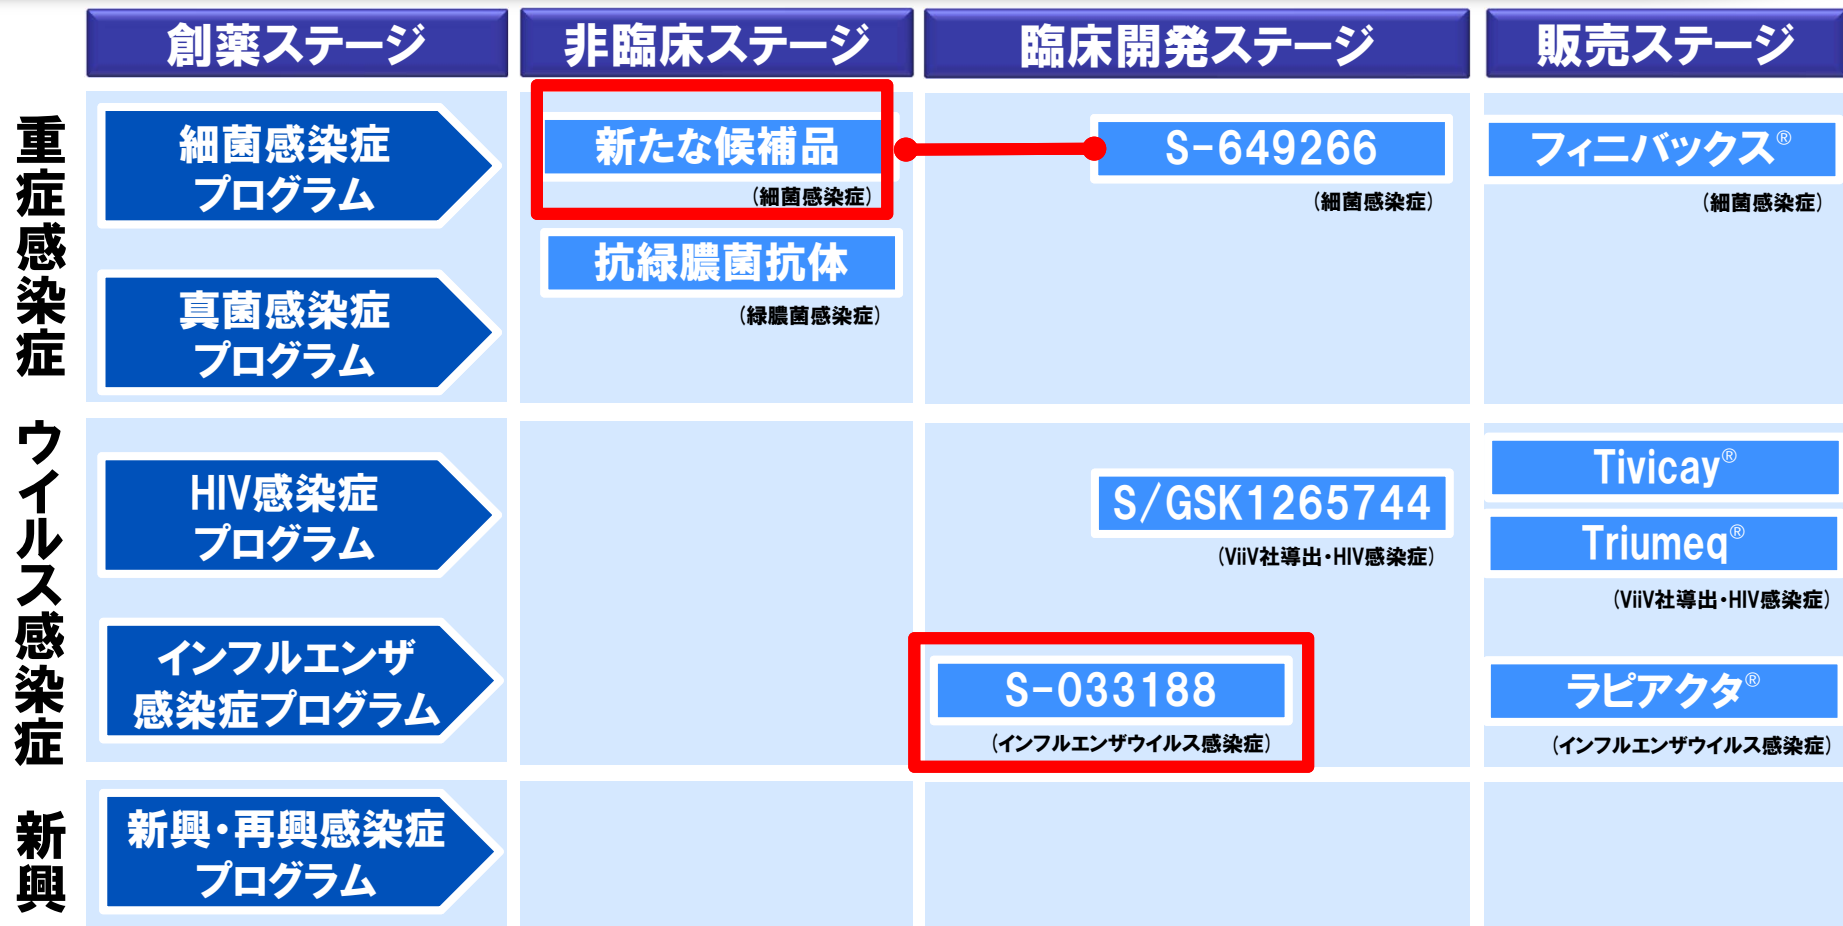 創薬ステージ
非臨床ステージ
臨床開発ステージ
販売ステージ
重症感染症
細菌感染症
プログラム
新たな候補品
(細菌感染症)
S-649266
(細菌感染症)
フィニバックス®
(細菌感染症)
抗緑膿菌抗体
(緑膿菌感染症)
真菌感染症
プログラム
ウイルス感染症
HIV感染症
プログラム
S/GSK1265744
(ViiV社導出・HIV感染症)
Tivicay®
Triumeq®
(ViiV社導出・HIV感染症)
インフルエンザ
感染症プログラム
S-033188
(インフルエンザウイルス感染症)
ラピアクタ®
(インフルエンザウイルス感染症)
新興
新興・再興感染症
プログラム